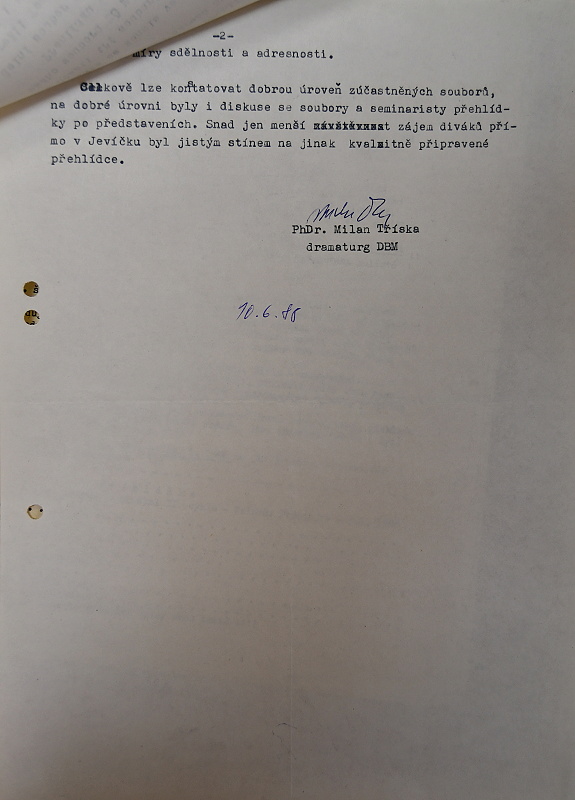 -2-
míry sdělnosti a adresnosti.
Celkově lze konstatovat dobrou úroveň zúčastněných souborů,
na dobré úrovni byly i diskuse se soubory a seminaristy přehlíd-
ky po představeních. Snad jen menší zájem diváků pří-
mo v Jevíčku byl jistým stínem na jinak kvalitně připravené
přehlídce.
PhDr. Milan Tříska
dramaturg DBM
10.6.88